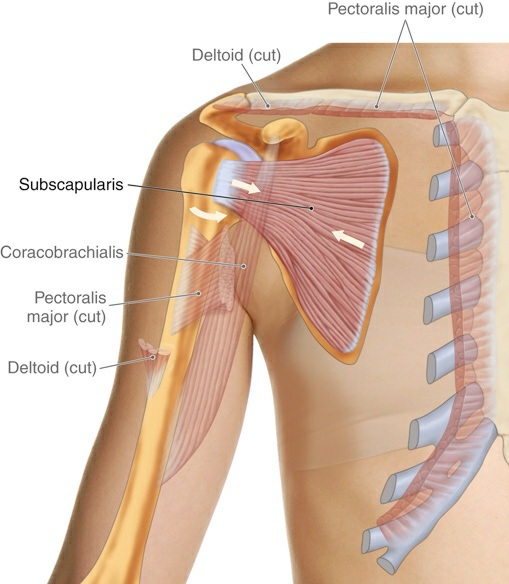 Pectoralis major (cut)
Deltoid (cut)
Subscapularis
Coracobrachialis
Pectoralis
major (cut)
Deltoid (cut)